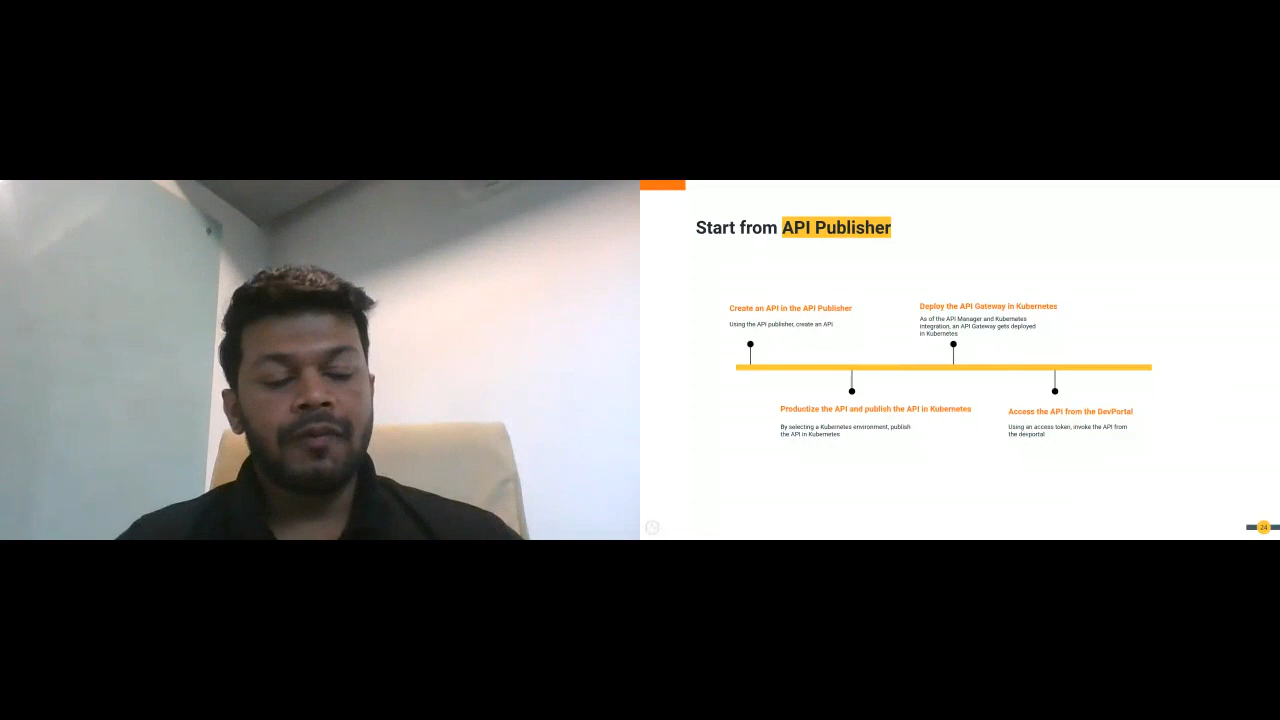 Start from API Publisher
Create an API in the API Publisher
Using the API publisher, create an API
Deploy the API Gateway in Kubernetes
As of the API Manager and Kubernetes
integration, an API Gateway gets deployed
in Kubernetes
Productize the API and publish the API in Kubernetes
By selecting a Kubernetes environment, publish
the API in Kubernetes
Access the API from the DevPortal
Using an access token, invoke the API from
the devportal
24